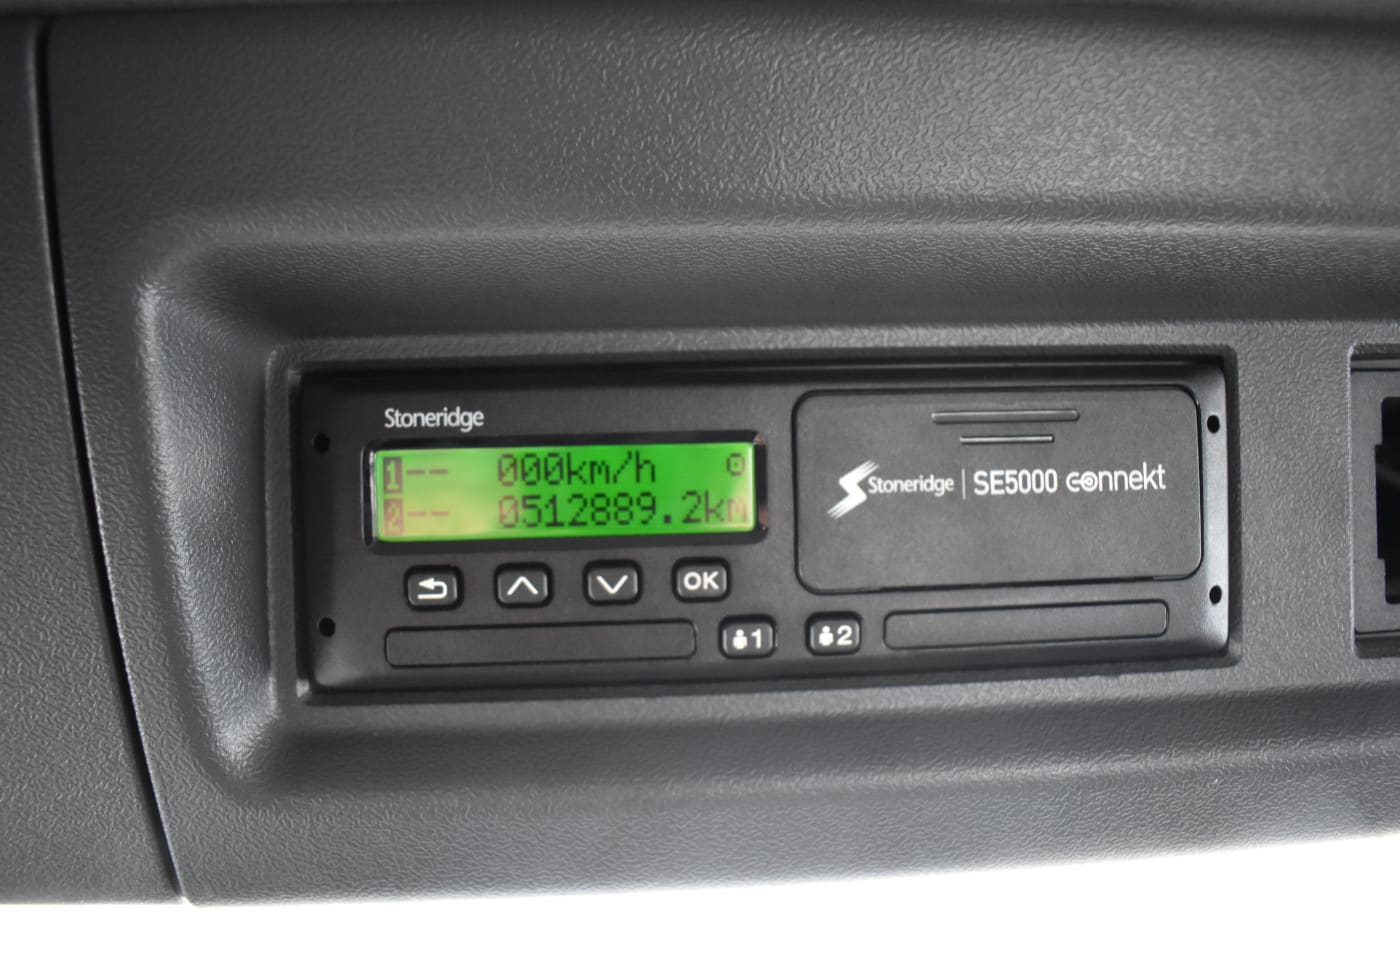 Stoneridge
1-- 000km/h
2-- 0512889.2km
Stoneridge | SE5000 connekt
OK
1 2